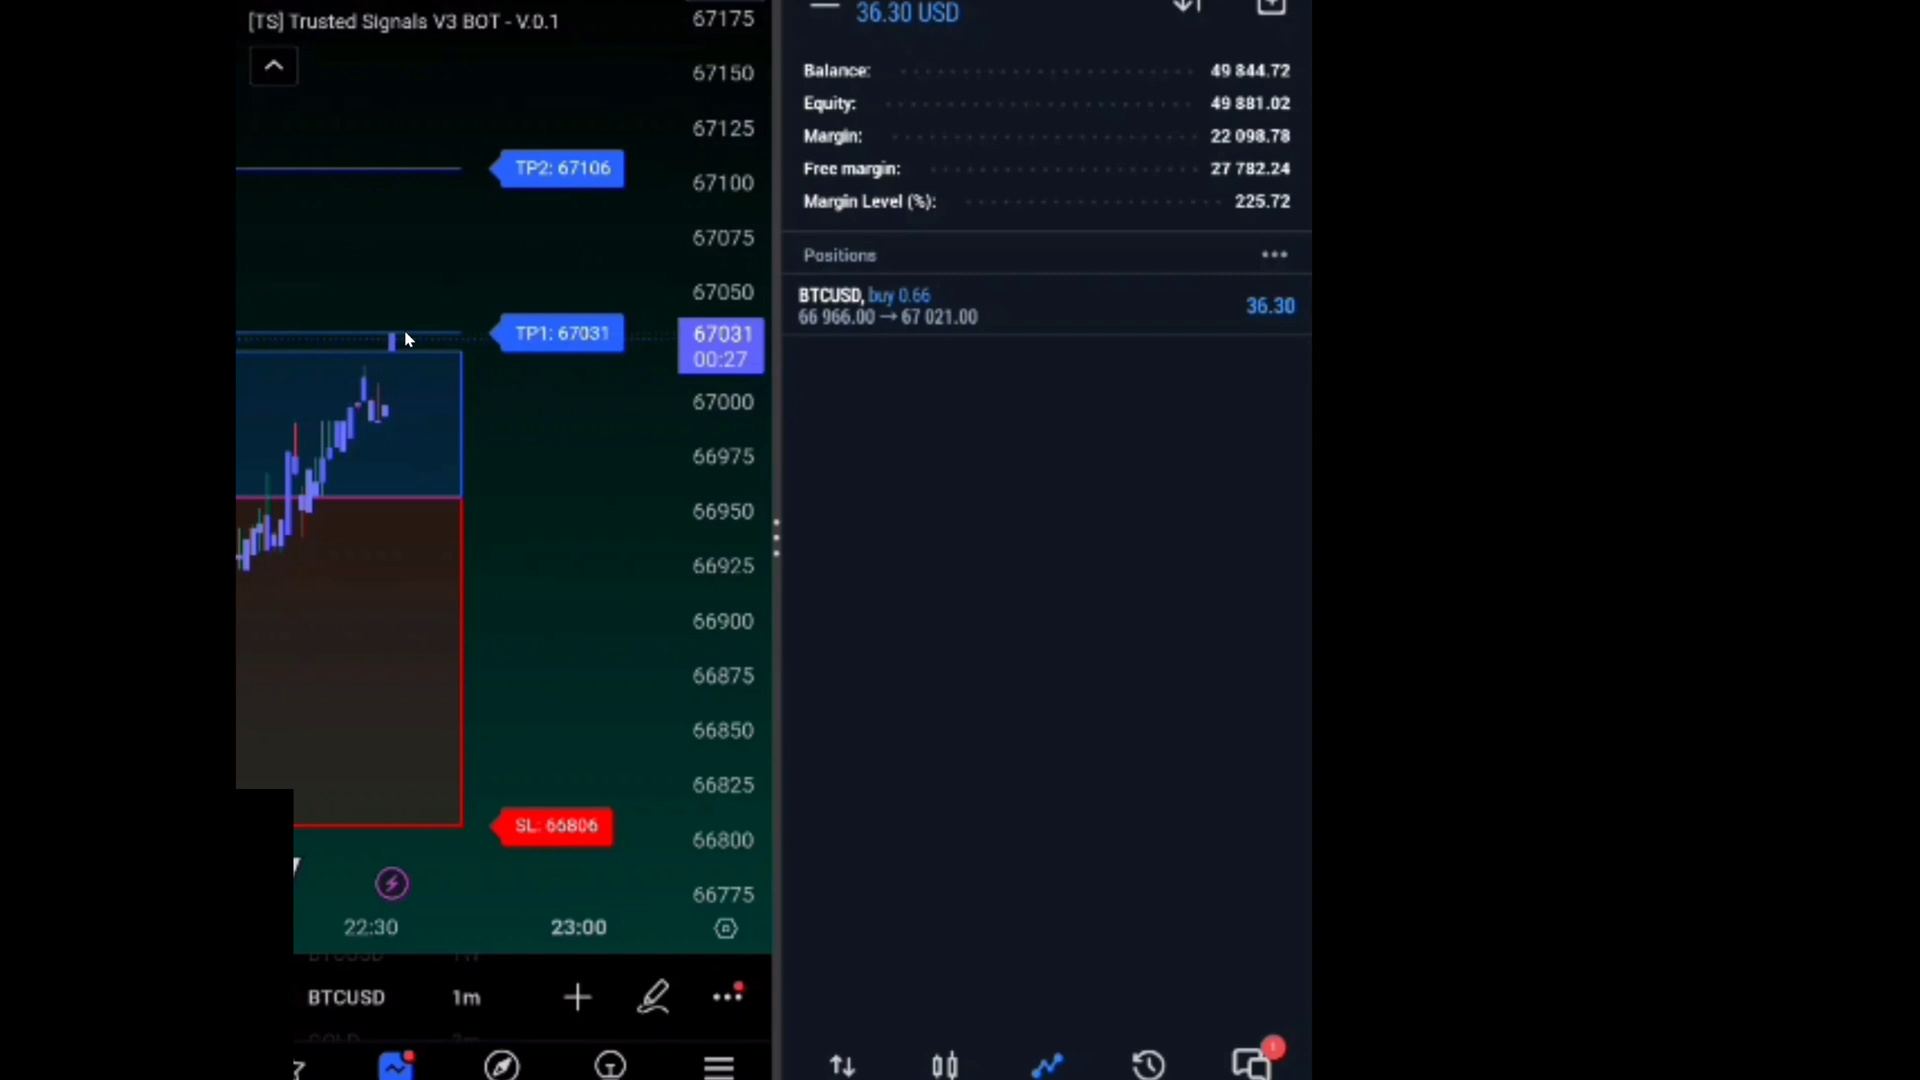 [TS] Trusted Signals V3 BOT - V.0.1
67175
67150
67125
TP2: 67106
67100
67075
67050
TP1: 67031
67031
00:27
67000
66975
66950
66925
66900
66875
66850
66825
SL: 66806
66800
66775
22:30
23:00
BTCUSD
BTCUSD 1m
GOLD
36.30 USD
Balance: 49 844.72
Equity: 49 881.02
Margin: 22 098.78
Free margin: 27 782.24
Margin Level (%): 225.72
Positions
BTCUSD, buy 0.66
66 966.00 → 67 021.00
36.30
1